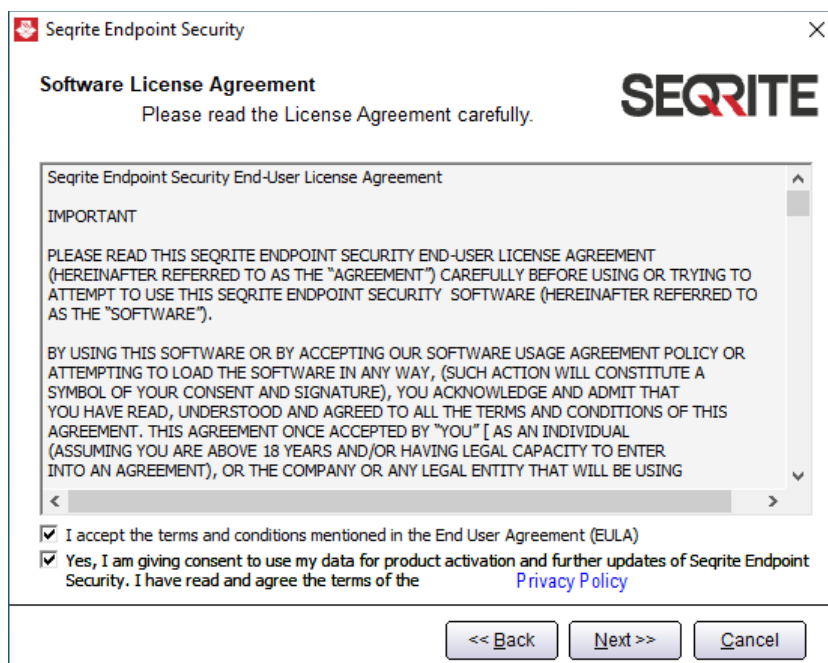 Seqrite Endpoint Security
Software License Agreement
Please read the License Agreement carefully.
SEQRITE
Seqrite Endpoint Security End-User License Agreement
IMPORTANT
PLEASE READ THIS SEQRITE ENDPOINT SECURITY END-USER LICENSE AGREEMENT
(HEREINAFTER REFERRED TO AS THE “AGREEMENT”) CAREFULLY BEFORE USING OR TRYING TO
ATTEMPT TO USE THIS SEQRITE ENDPOINT SECURITY  SOFTWARE (HEREINAFTER REFERRED TO
AS THE “SOFTWARE”).
BY USING THIS SOFTWARE OR BY ACCEPTING OUR SOFTWARE USAGE AGREEMENT POLICY OR
ATTEMPTING TO LOAD THE SOFTWARE IN ANY WAY, (SUCH ACTION WILL CONSTITUTE A
SYMBOL OF YOUR CONSENT AND SIGNATURE), YOU ACKNOWLEDGE AND ADMIT THAT
YOU HAVE READ, UNDERSTOOD AND AGREED TO ALL THE TERMS AND CONDITIONS OF THIS
AGREEMENT. THIS AGREEMENT ONCE ACCEPTED BY “YOU” [ AS AN INDIVIDUAL
(ASSUMING YOU ARE ABOVE 18 YEARS AND/OR HAVING LEGAL CAPACITY TO ENTER
INTO AN AGREEMENT), OR THE COMPANY OR ANY LEGAL ENTITY THAT WILL BE USING
I accept the terms and conditions mentioned in the End User Agreement (EULA)
Yes, I am giving consent to use my data for product activation and further updates of Seqrite Endpoint
Security. I have read and agree the terms of the Privacy Policy
<< Back Next >> Cancel